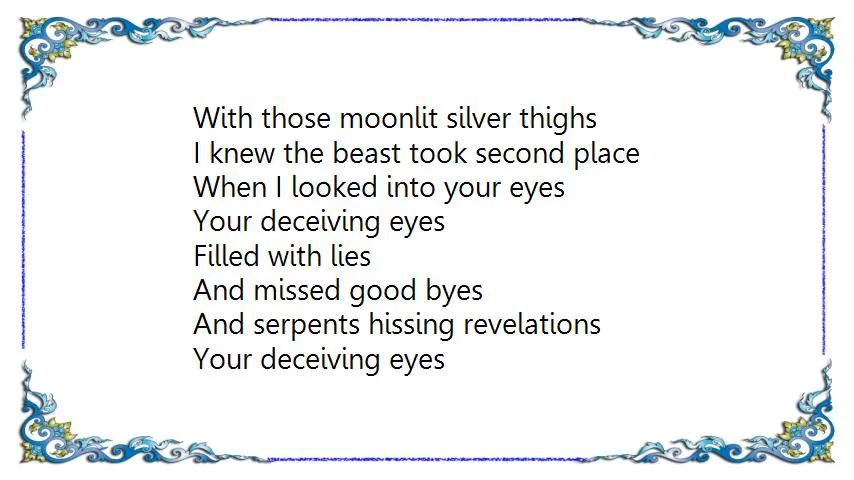 With those moonlit silver thighs
I knew the beast took second place
When I looked into your eyes
Your deceiving eyes
Filled with lies
And missed good byes
And serpents hissing revelations
Your deceiving eyes